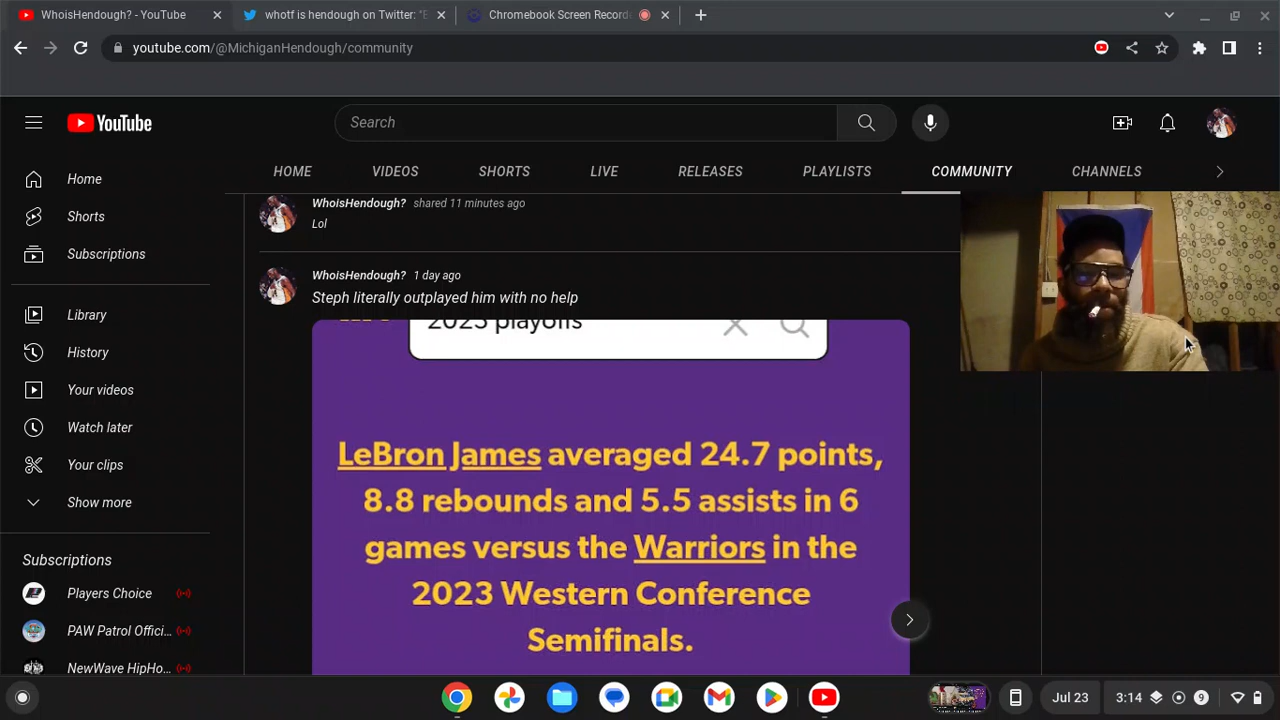 WhoisHendough? - YouTube
whotf is hendough on Twitter: "E
Chromebook Screen Record
youtube.com/@MichiganHendough/community
YouTube
Search
Home
Shorts
Subscriptions
Library
History
Your videos
Watch later
Your clips
Show more
Subscriptions
Players Choice
PAW Patrol Offici...
NewWave HipHo...
HOME
VIDEOS
SHORTS
LIVE
RELEASES
PLAYLISTS
COMMUNITY
CHANNELS
WhoisHendough? shared 11 minutes ago
Lol
WhoisHendough? 1 day ago
Steph literally outplayed him with no help
2023 playoffs
LeBron James averaged 24.7 points,
8.8 rebounds and 5.5 assists in 6
games versus the Warriors in the
2023 Western Conference
Semifinals.
Jul 23
3:14
9